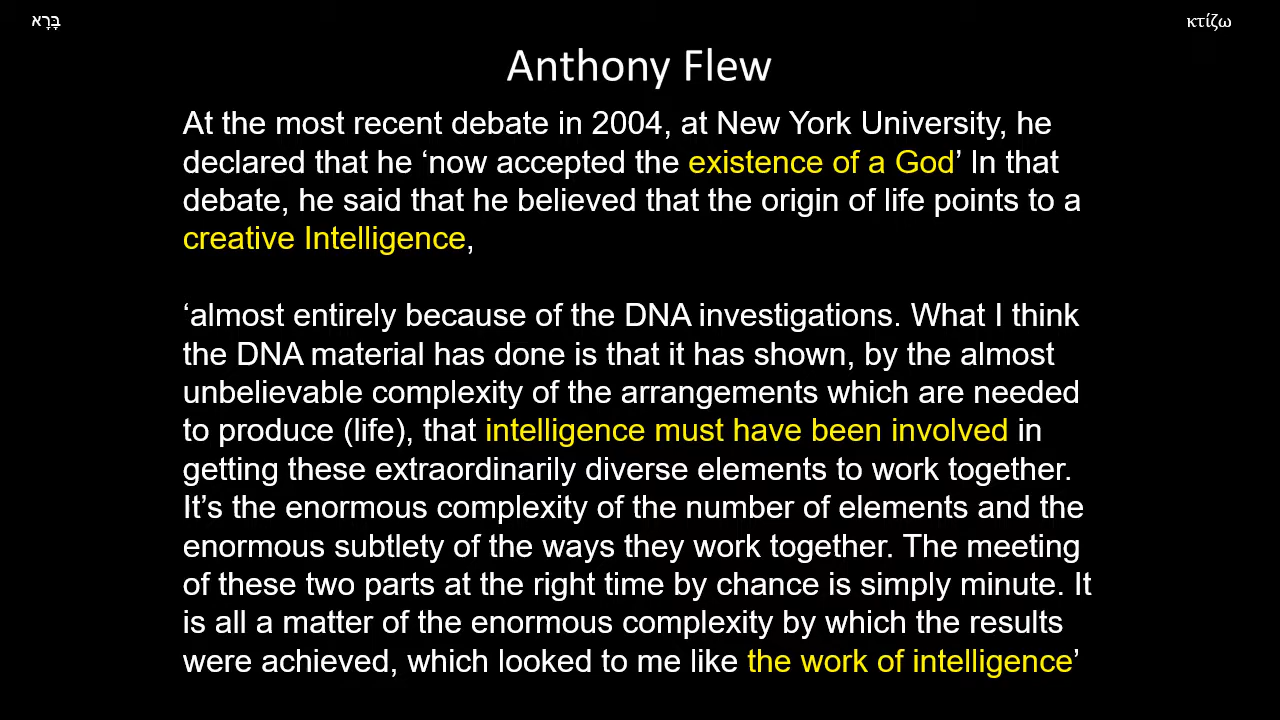 בָּרָא
κτίζω
Anthony Flew
At the most recent debate in 2004, at New York University, he
declared that he ‘now accepted the existence of a God’ In that
debate, he said that he believed that the origin of life points to a
creative Intelligence,
‘almost entirely because of the DNA investigations. What I think
the DNA material has done is that it has shown, by the almost
unbelievable complexity of the arrangements which are needed
to produce (life), that intelligence must have been involved in
getting these extraordinarily diverse elements to work together.
It’s the enormous complexity of the number of elements and the
enormous subtlety of the ways they work together. The meeting
of these two parts at the right time by chance is simply minute. It
is all a matter of the enormous complexity by which the results
were achieved, which looked to me like the work of intelligence’